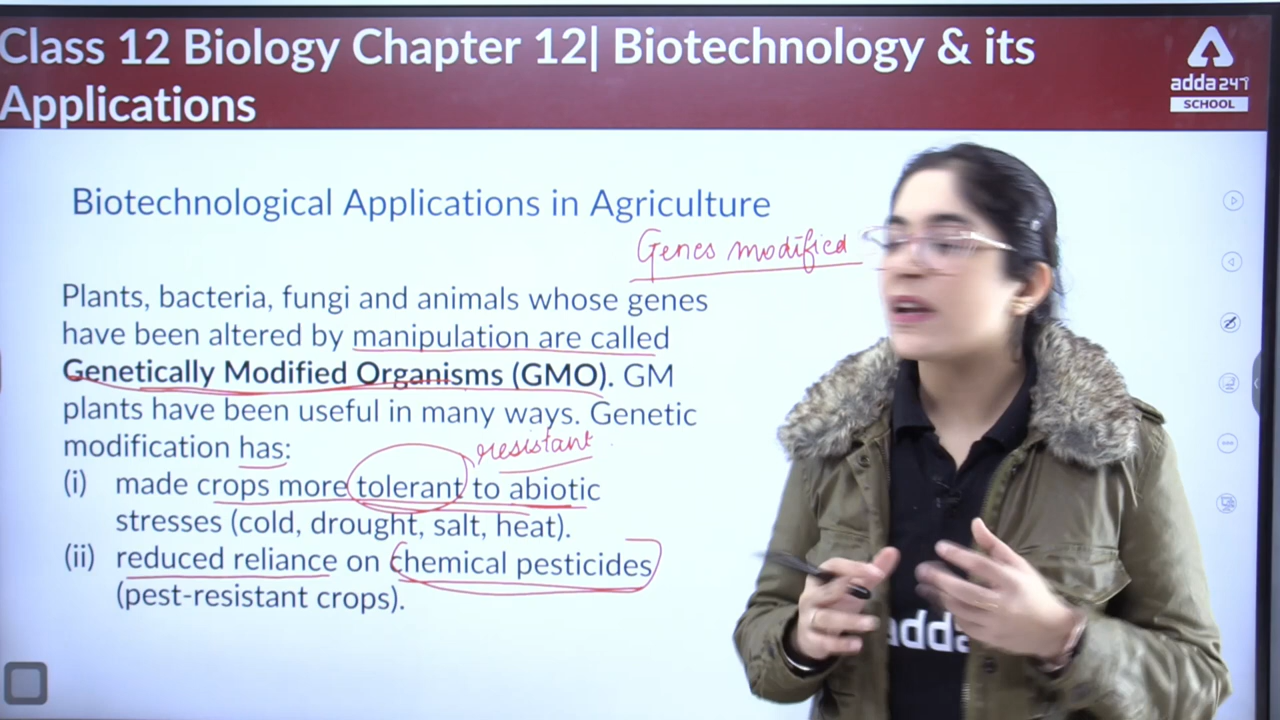 Class 12 Biology Chapter 12| Biotechnology & its
Applications
adda247
SCHOOL
Biotechnological Applications in Agriculture
Genes modified
Plants, bacteria, fungi and animals whose genes
have been altered by manipulation are called
Genetically Modified Organisms (GMO). GM
plants have been useful in many ways. Genetic
modification has:
resistant
(i) made crops more tolerant to abiotic
stresses (cold, drought, salt, heat).
(ii) reduced reliance on chemical pesticides
(pest-resistant crops).
adda